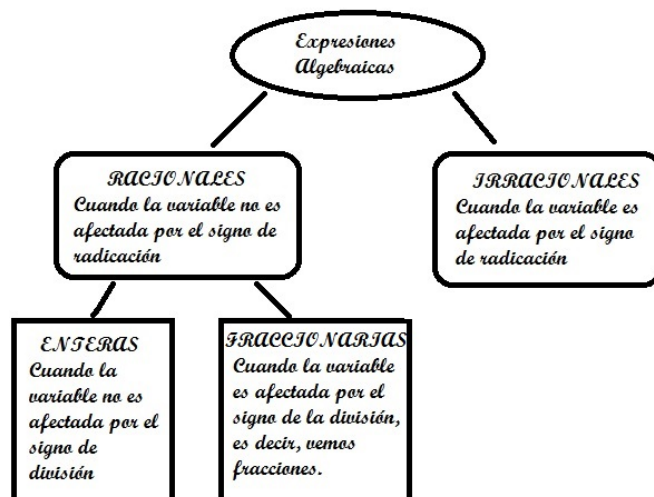 Expresiones
Algebraicas
RACIONALES
Cuando la variable no es
afectada por el signo de
radicación
IRRACIONALES
Cuando la variable es
afectada por el signo
de radicación
ENTERAS
Cuando la
variable no es
afectada por el
signo de
división
FRACCIONARIAS
Cuando la variable
es afectada por el
signo de la división,
es decir, vemos
fracciones.